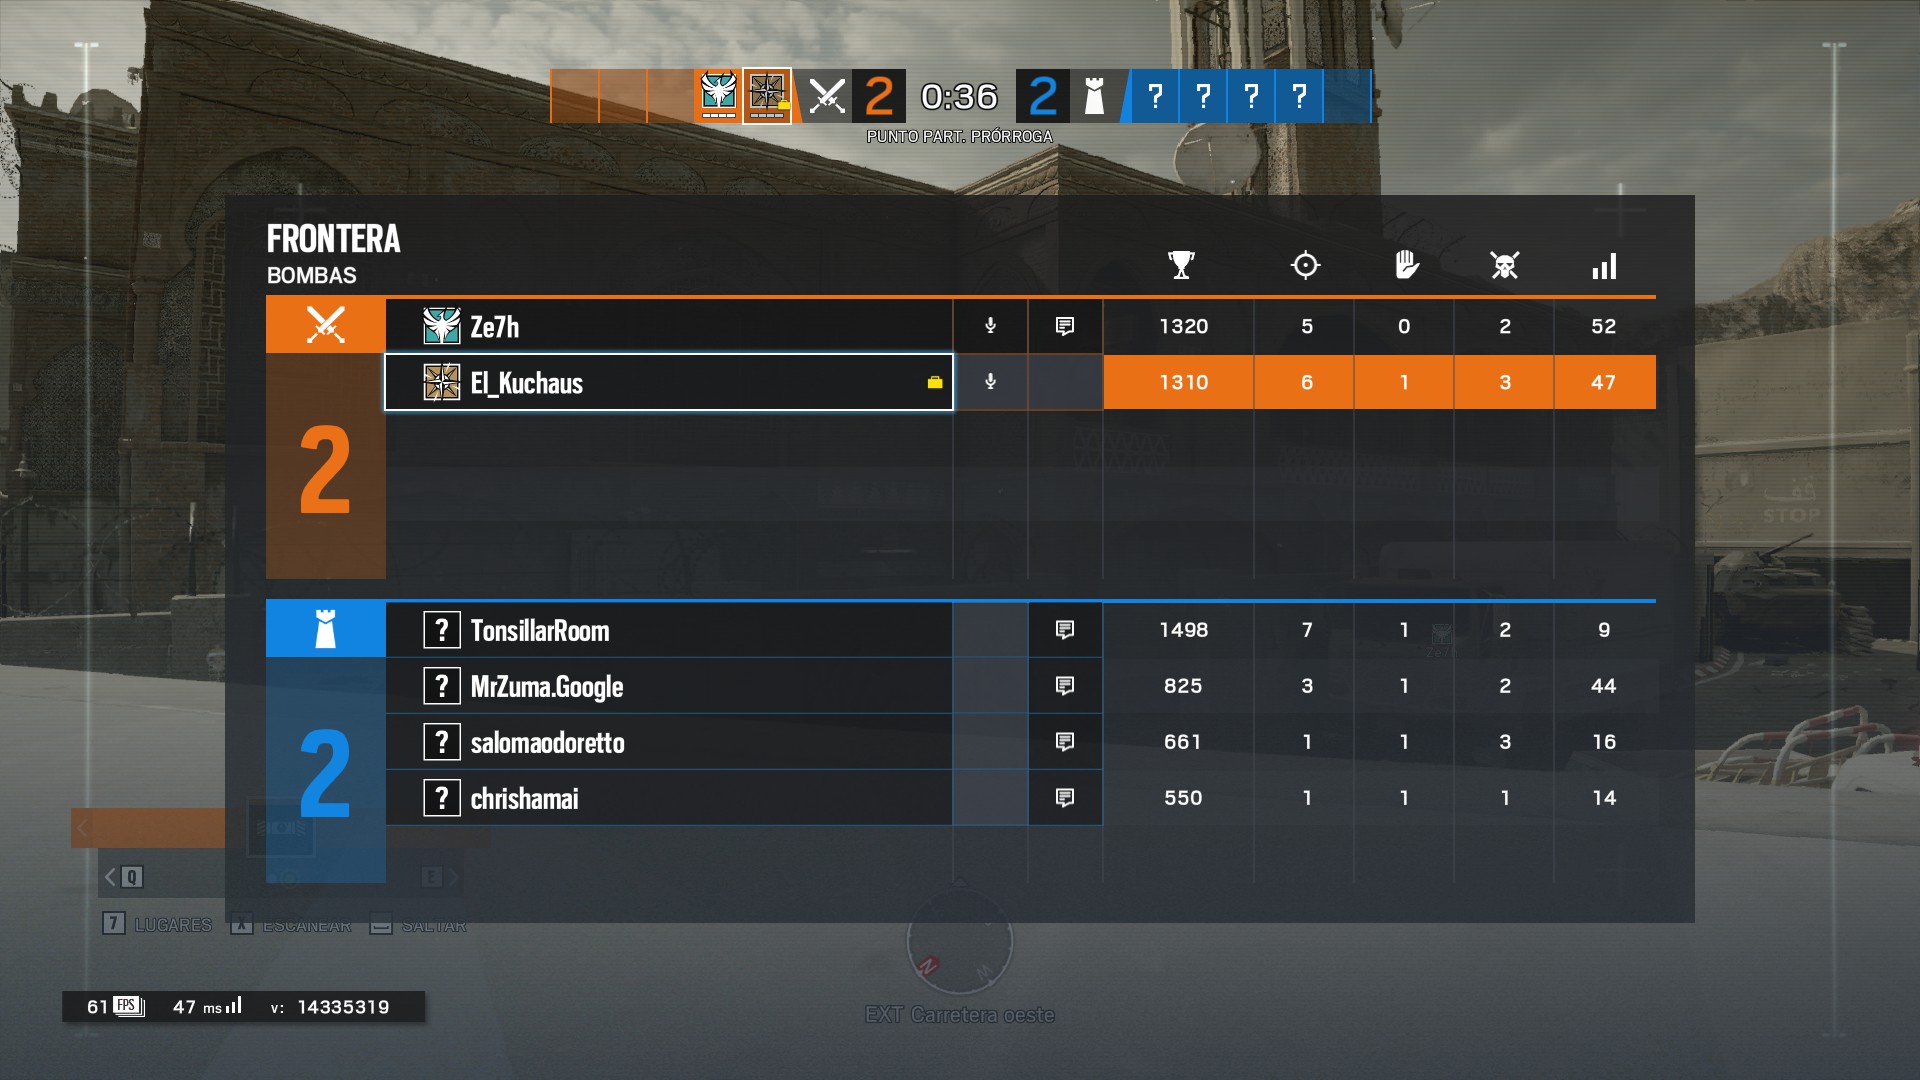 2 0:36 2 ? ? ? ?
PUNTO PART. PRÓRROGA
FRONTERA
BOMBAS
Ze7h 1320 5 0 2 52
El_Kuchaus 1310 6 1 3 47
2
? TonsillarRoom 1498 7 1 2 9
? MrZuma.Google 825 3 1 2 44
? salomaodoretto 661 1 1 3 16
? chrishamai 550 1 1 1 14
2
Ze7h
قف
STOP
Q E
7 LUGARES X ESCANEAR SALTAR
N W
EXT Carretera oeste
61 FPS 47 ms v: 14335319